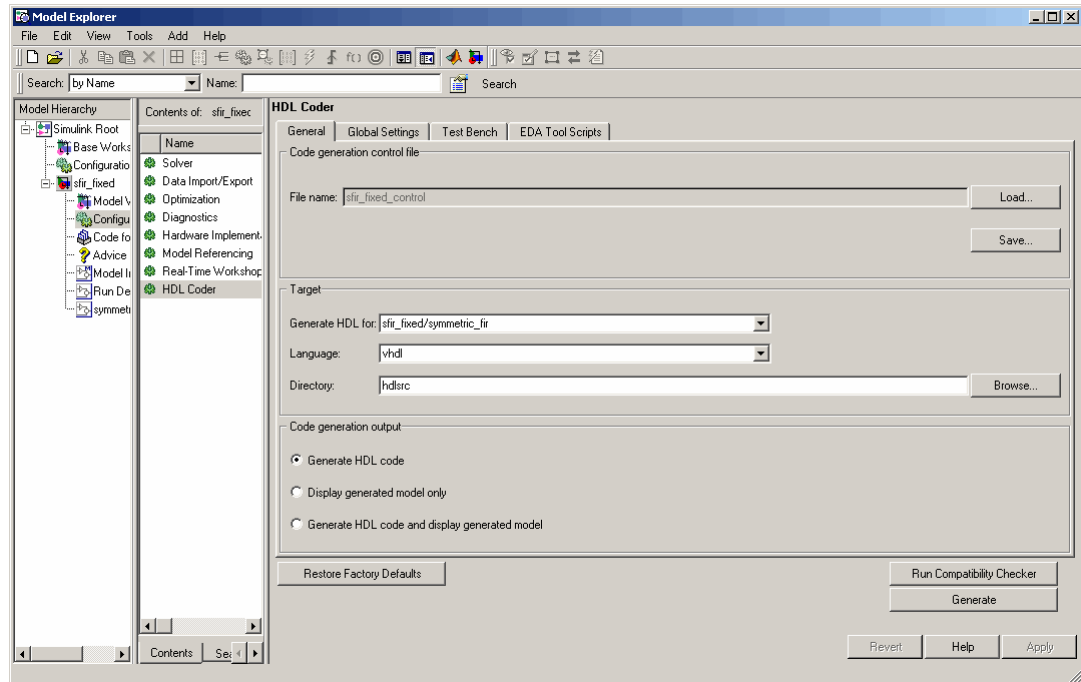 Model Explorer
File Edit View Tools Add Help
Search: by Name Name: Search
Model Hierarchy
Simulink Root
Base Works
Configuratio
sfir_fixed
Model V
Configu
Code fo
Advice
Model I
Run De
symmetr
Contents of: sfir_fixec
Name
Solver
Data Import/Export
Optimization
Diagnostics
Hardware Implement
Model Referencing
Real-Time Workshop
HDL Coder
Contents Sea
HDL Coder
General Global Settings Test Bench EDA Tool Scripts
Code generation control file
File name: sfir_fixed_control Load...
Save...
Target
Generate HDL for: sfir_fixed/symmetric_fir
Language: vhdl
Directory: hdlsrc Browse...
Code generation output
Generate HDL code
Display generated model only
Generate HDL code and display generated model
Restore Factory Defaults Run Compatibility Checker
Generate
Revert Help Apply